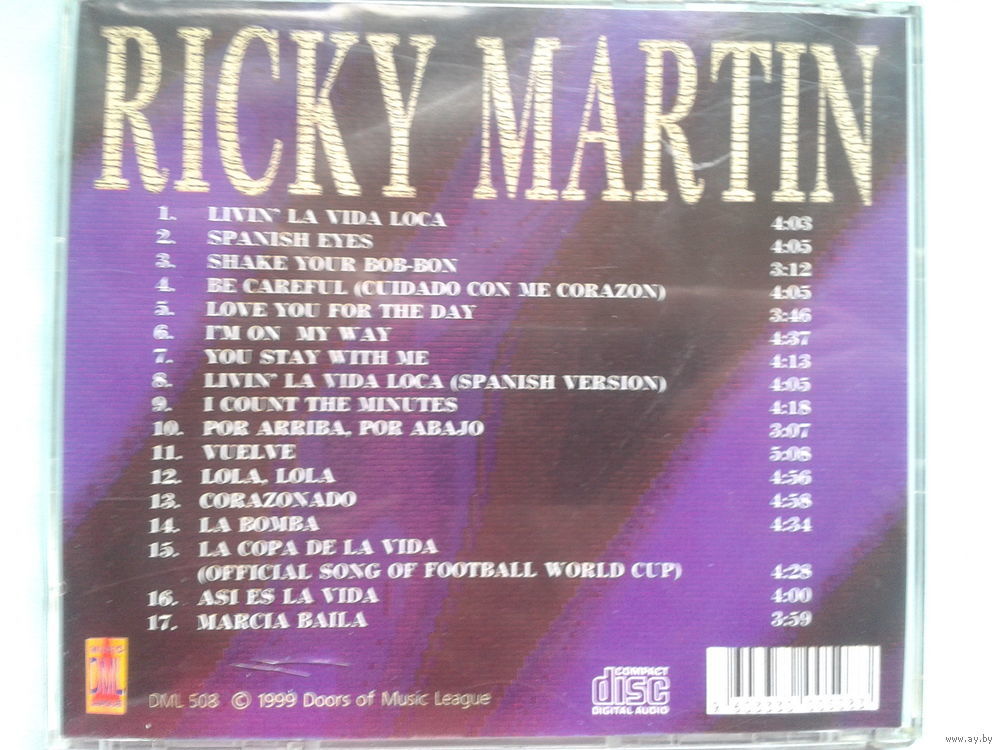 RICKY MARTIN
1. LIVIN' LA VIDA LOCA 4:03
2. SPANISH EYES 4:05
3. SHAKE YOUR BOB-BON 3:12
4. BE CAREFUL (CUIDADO CON ME CORAZON) 4:05
5. LOVE YOU FOR THE DAY 3:46
6. I'M ON MY WAY 4:37
7. YOU STAY WITH ME 4:13
8. LIVIN' LA VIDA LOCA (SPANISH VERSION) 4:05
9. I COUNT THE MINUTES 4:18
10. POR ARRIBA, POR ABAJO 3:07
11. VUELVE 5:08
12. LOLA, LOLA 4:56
13. CORAZONADO 4:58
14. LA BOMBA 4:34
15. LA COPA DE LA VIDA
(OFFICIAL SONG OF FOOTBALL WORLD CUP) 4:28
16. ASI ES LA VIDA 4:00
17. MARCIA BAILA 3:59
DML
DML 508 © 1999 Doors of Music League
COMPACT
disc
DIGITAL AUDIO
www.ay.by